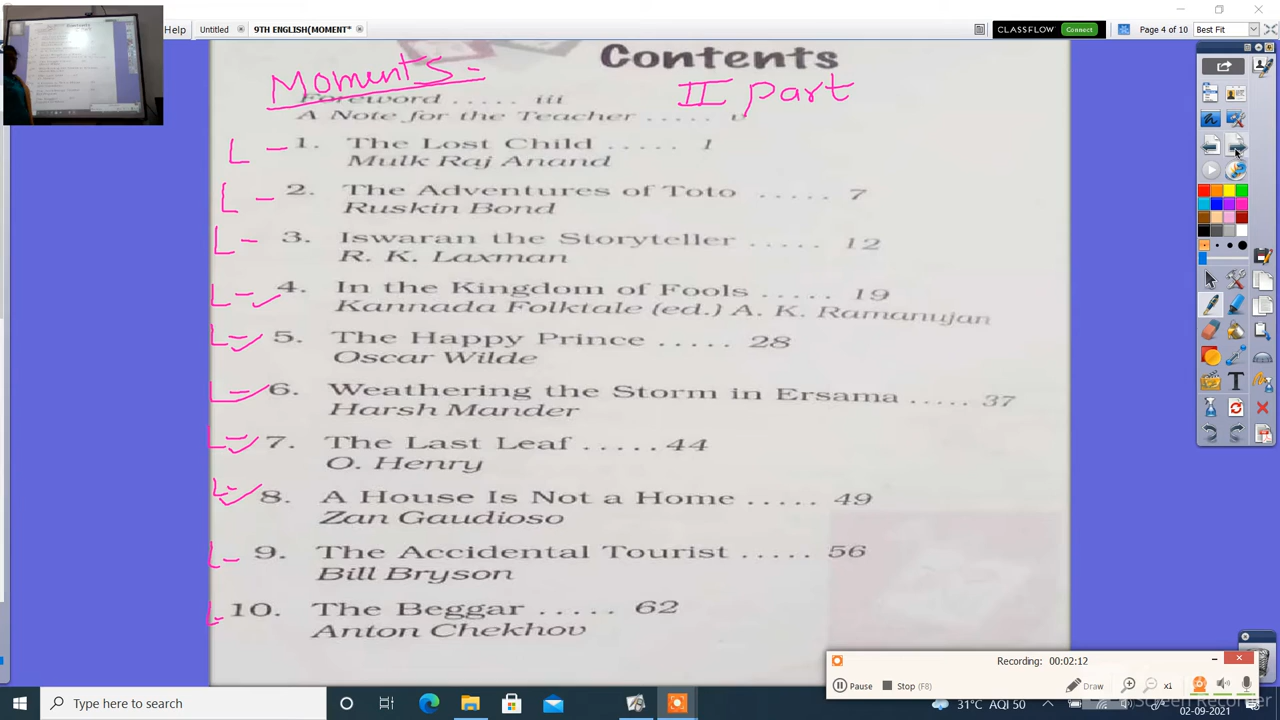 Help
Untitled
9TH ENGLISH(MOMENT*
CLASSFLOW
Connect
Page 4 of 10
Best Fit
Contents
Moments -
II part
Foreword ..... iii
A Note for the Teacher ..... v
L - 1. The Lost Child ..... 1
Mulk Raj Anand
L - 2. The Adventures of Toto ..... 7
Ruskin Bond
L - 3. Iswaran the Storyteller ..... 12
R. K. Laxman
L - 4. In the Kingdom of Fools ..... 19
Kannada Folktale (ed.) A. K. Ramanujan
L - 5. The Happy Prince ..... 28
Oscar Wilde
L - 6. Weathering the Storm in Ersama ..... 37
Harsh Mander
L - 7. The Last Leaf ..... 44
O. Henry
L - 8. A House Is Not a Home ..... 49
Zan Gaudioso
L - 9. The Accidental Tourist ..... 56
Bill Bryson
L - 10. The Beggar ..... 62
Anton Chekhov
Recording: 00:02:12
Pause
Stop (F8)
Draw
x1
Type here to search
31°C AQI 50
02-09-2021
Screen Recorder